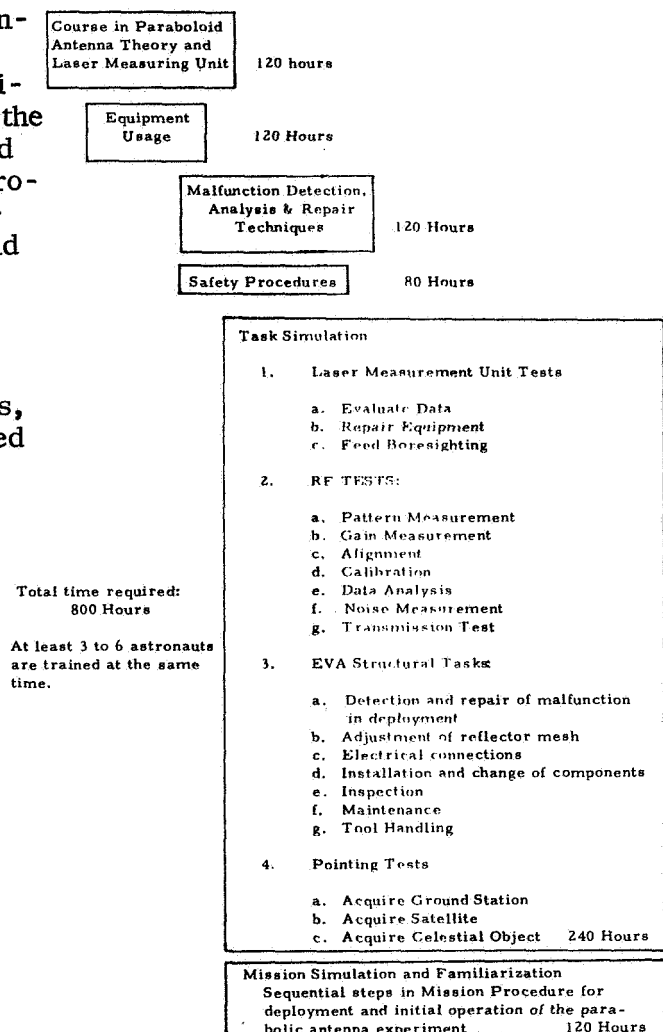 n-
i-
the
d
ro-
d
s,
ed
Course in Paraboloid
Antenna Theory and
Laser Measuring Unit 120 hours
Equipment
Usage 120 Hours
Malfunction Detection,
Analysis & Repair
Techniques 120 Hours
Safety Procedures 80 Hours
Task Simulation
1. Laser Measurement Unit Tests
a. Evaluate Data
b. Repair Equipment
c. Feed Boresighting
2. RF TESTS:
a. Pattern Measurement
b. Gain Measurement
c. Alignment
d. Calibration
e. Data Analysis
f. Noise Measurement
g. Transmission Test
Total time required:
800 Hours
At least 3 to 6 astronauts
are trained at the same
time.
3. EVA Structural Tasks:
a. Detection and repair of malfunction
in deployment
b. Adjustment of reflector mesh
c. Electrical connections
d. Installation and change of components
e. Inspection
f. Maintenance
g. Tool Handling
4. Pointing Tests
a. Acquire Ground Station
b. Acquire Satellite
c. Acquire Celestial Object 240 Hours
Mission Simulation and Familiarization
Sequential steps in Mission Procedure for
deployment and initial operation of the para-
bolic antenna experiment 120 Hours